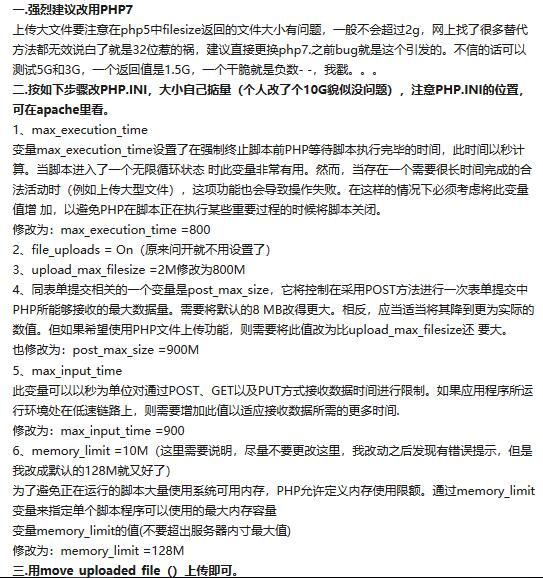 一.强烈建议改用PHP7
上传大文件要注意在php5中filesize返回的文件大小有问题，一般不会超过2g，网上找了很多替代
方法都无效说白了就是32位惹的祸，建议直接更换php7.之前bug就是这个引发的。不信的话可以
测试5G和3G，一个返回值是1.5G，一个干脆就是负数- -，我戳。。。
二.按如下步骤改PHP.INI，大小自己掂量（个人改了个10G貌似没问题），注意PHP.INI的位置，
可在apache里看。
1、max_execution_time
变量max_execution_time设置了在强制终止脚本前PHP等待脚本执行完毕的时间，此时间以秒计
算。当脚本进入了一个无限循环状态 时此变量非常有用。然而，当存在一个需要很长时间完成的合
法活动时（例如上传大型文件），这项功能也会导致操作失败。在这样的情况下必须考虑将此变量
值增 加，以避免PHP在脚本正在执行某些重要过程的时候将脚本关闭。
修改为：max_execution_time =800
2、file_uploads = On（原来问开就不用设置了）
3、upload_max_filesize =2M修改为800M
4、同表单提交相关的一个变量是post_max_size，它将控制在采用POST方法进行一次表单提交中
PHP所能够接收的最大数据量。需要将默认的8 MB改得更大。相反，应当适当将其降到更为实际的
数值。但如果希望使用PHP文件上传功能，则需要将此值改为比upload_max_filesize还 要大。
也修改为：post_max_size =900M
5、max_input_time
此变量可以以秒为单位对通过POST、GET以及PUT方式接收数据时间进行限制。如果应用程序所运
行环境处在低速链路上，则需要增加此值以适应接收数据所需的更多时间.
修改为：max_input_time =900
6、memory_limit =10M（这里需要说明，尽量不要更改这里，我改动之后发现有错误提示，但是
我改成默认的128M就又好了）
为了避免正在运行的脚本大量使用系统可用内存，PHP允许定义内存使用限额。通过memory_limit
变量来指定单个脚本程序可以使用的最大内存容量
变量memory_limit的值(不要超出服务器内寸最大值)
修改为：memory_limit =128M
三.用move_uploaded_file（）上传即可。